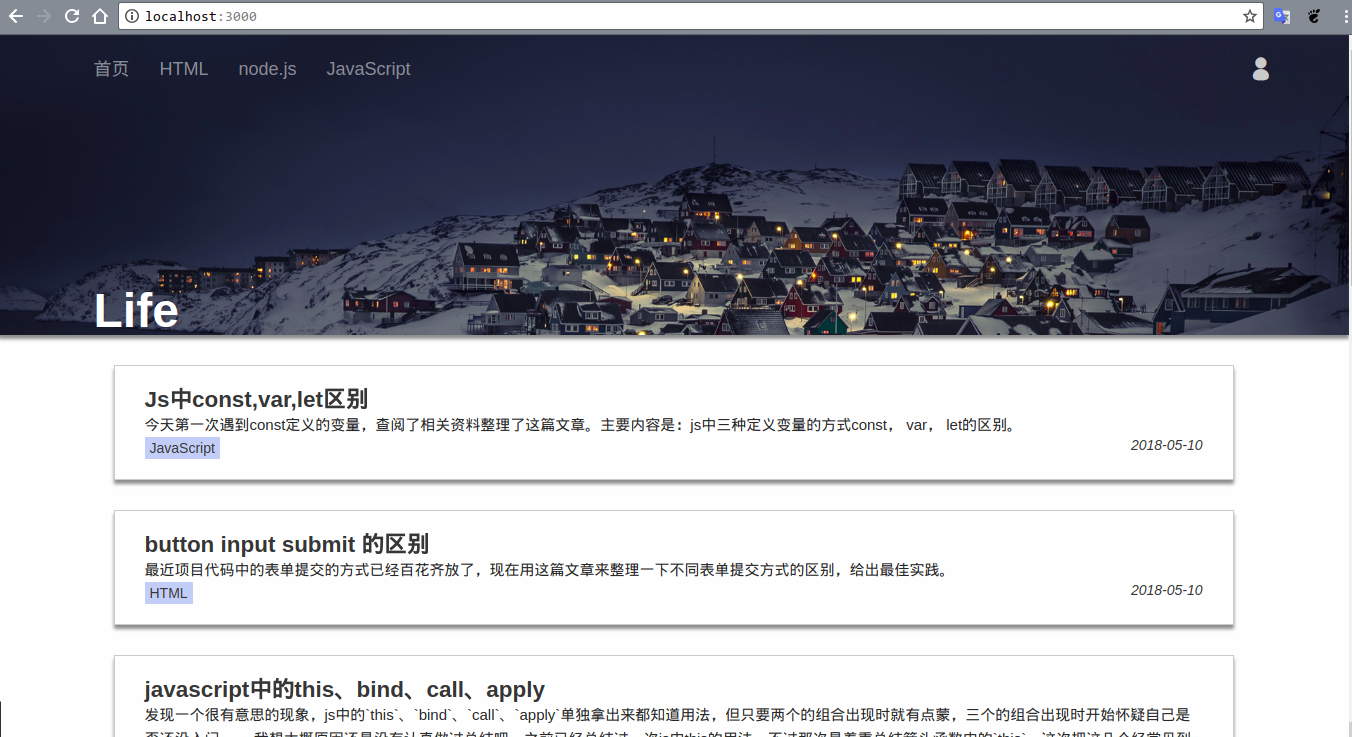 localhost:3000
首页 HTML node.js JavaScript
Life
Js中const,var,let区别
今天第一次遇到const定义的变量，查阅了相关资料整理了这篇文章。主要内容是：js中三种定义变量的方式const， var， let的区别。
JavaScript
2018-05-10
button input submit 的区别
最近项目代码中的表单提交的方式已经百花齐放了，现在用这篇文章来整理一下不同表单提交方式的区别，给出最佳实践。
HTML
2018-05-10
javascript中的this、bind、call、apply
发现一个很有意思的现象，js中的`this`、`bind`、`call`、`apply`单独拿出来都知道用法，但只要两个的组合出现时就有点蒙，三个的组合出现时开始怀疑自己是